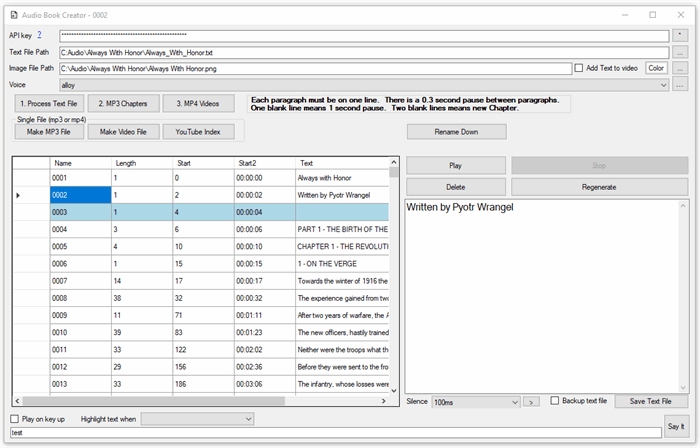 Audio Book Creator - 0002
API key ? **************************************************** *
Text File Path C:\Audio\Always With Honor\Always_With_Honor.txt ...
Image File Path C:\Audio\Always With Honor\Always With Honor.png Add Text to video Color ...
Voice alloy ...
1. Process Text File 2. MP3 Chapters 3. MP4 Videos
Each paragraph must be on one line. There is a 0.3 second pause between paragraphs.
One blank line means 1 second pause. Two blank lines means new Chapter.
Single File (mp3 or mp4)
Make MP3 File Make Video File YouTube Index Rename Down
Name Length Start Start2 Text
0001 1 0 00:00:00 Always with Honor
0002 1 2 00:00:02 Written by Pyotr Wrangel
0003 1 4 00:00:04
0004 3 6 00:00:06 PART 1 - THE BIRTH OF THE
0005 4 10 00:00:10 CHAPTER 1 - THE REVOLUTI
0006 1 15 00:00:15 1 - ON THE VERGE
0007 14 17 00:00:17 Towards the winter of 1916 the
0008 38 32 00:00:32 The experience gained from two
0009 11 71 00:01:11 After two years of warfare, the A
0010 39 83 00:01:23 The new officers, hastily trained
0011 33 122 00:02:02 Neither were the troops what the
0012 29 156 00:02:36 Before they were sent to the fro
0013 33 186 00:03:06 The infantry, whose losses were
Play Stop
Delete Regenerate
Written by Pyotr Wrangel
Silence 100ms > Backup text file Save Text File
Play on key up Highlight text when
test Say It